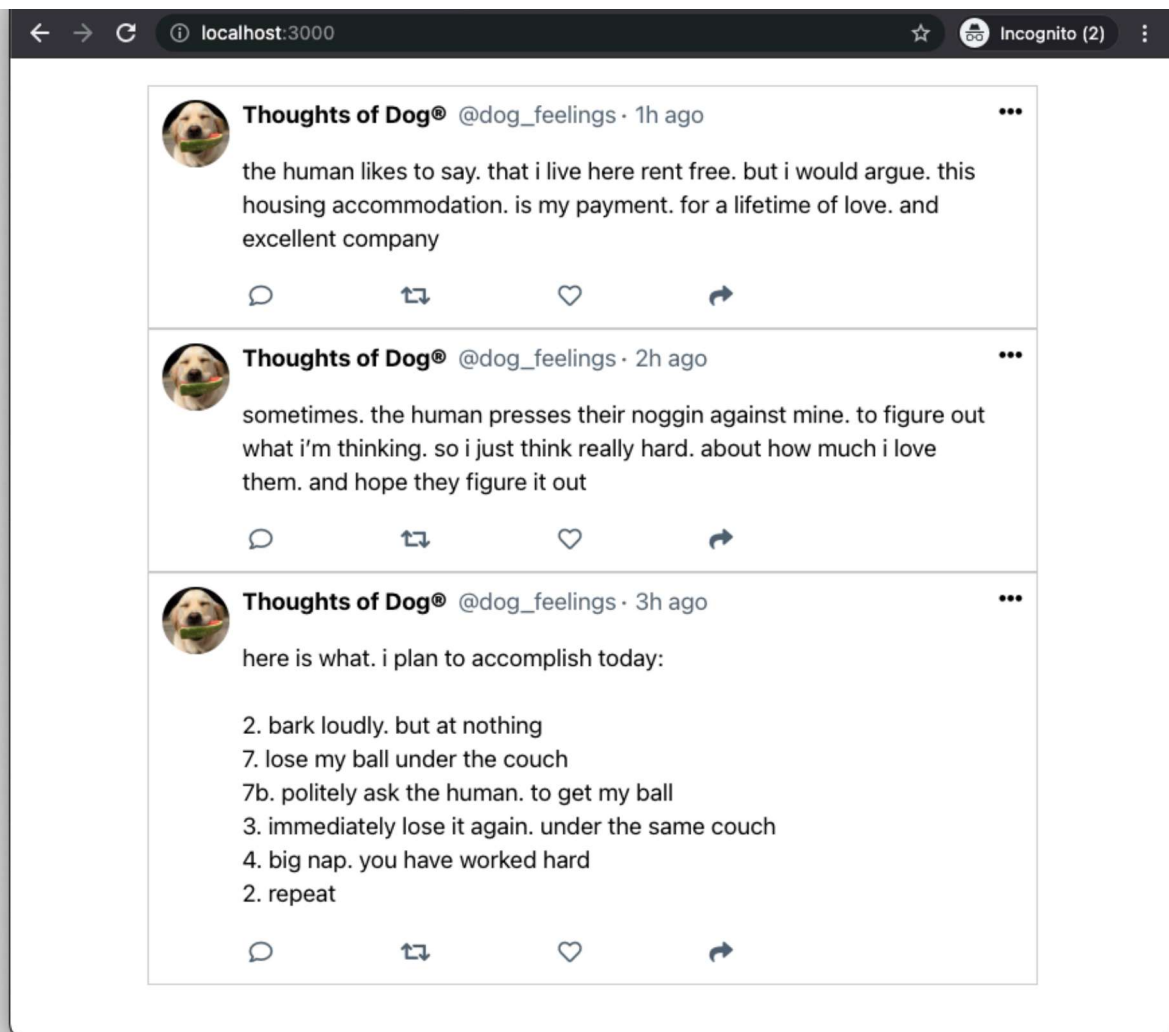 localhost:3000
Incognito (2)
Thoughts of Dog® @dog_feelings · 1h ago
the human likes to say. that i live here rent free. but i would argue. this
housing accommodation. is my payment. for a lifetime of love. and
excellent company
Thoughts of Dog® @dog_feelings · 2h ago
sometimes. the human presses their noggin against mine. to figure out
what i’m thinking. so i just think really hard. about how much i love
them. and hope they figure it out
Thoughts of Dog® @dog_feelings · 3h ago
here is what. i plan to accomplish today:
2. bark loudly. but at nothing
7. lose my ball under the couch
7b. politely ask the human. to get my ball
3. immediately lose it again. under the same couch
4. big nap. you have worked hard
2. repeat